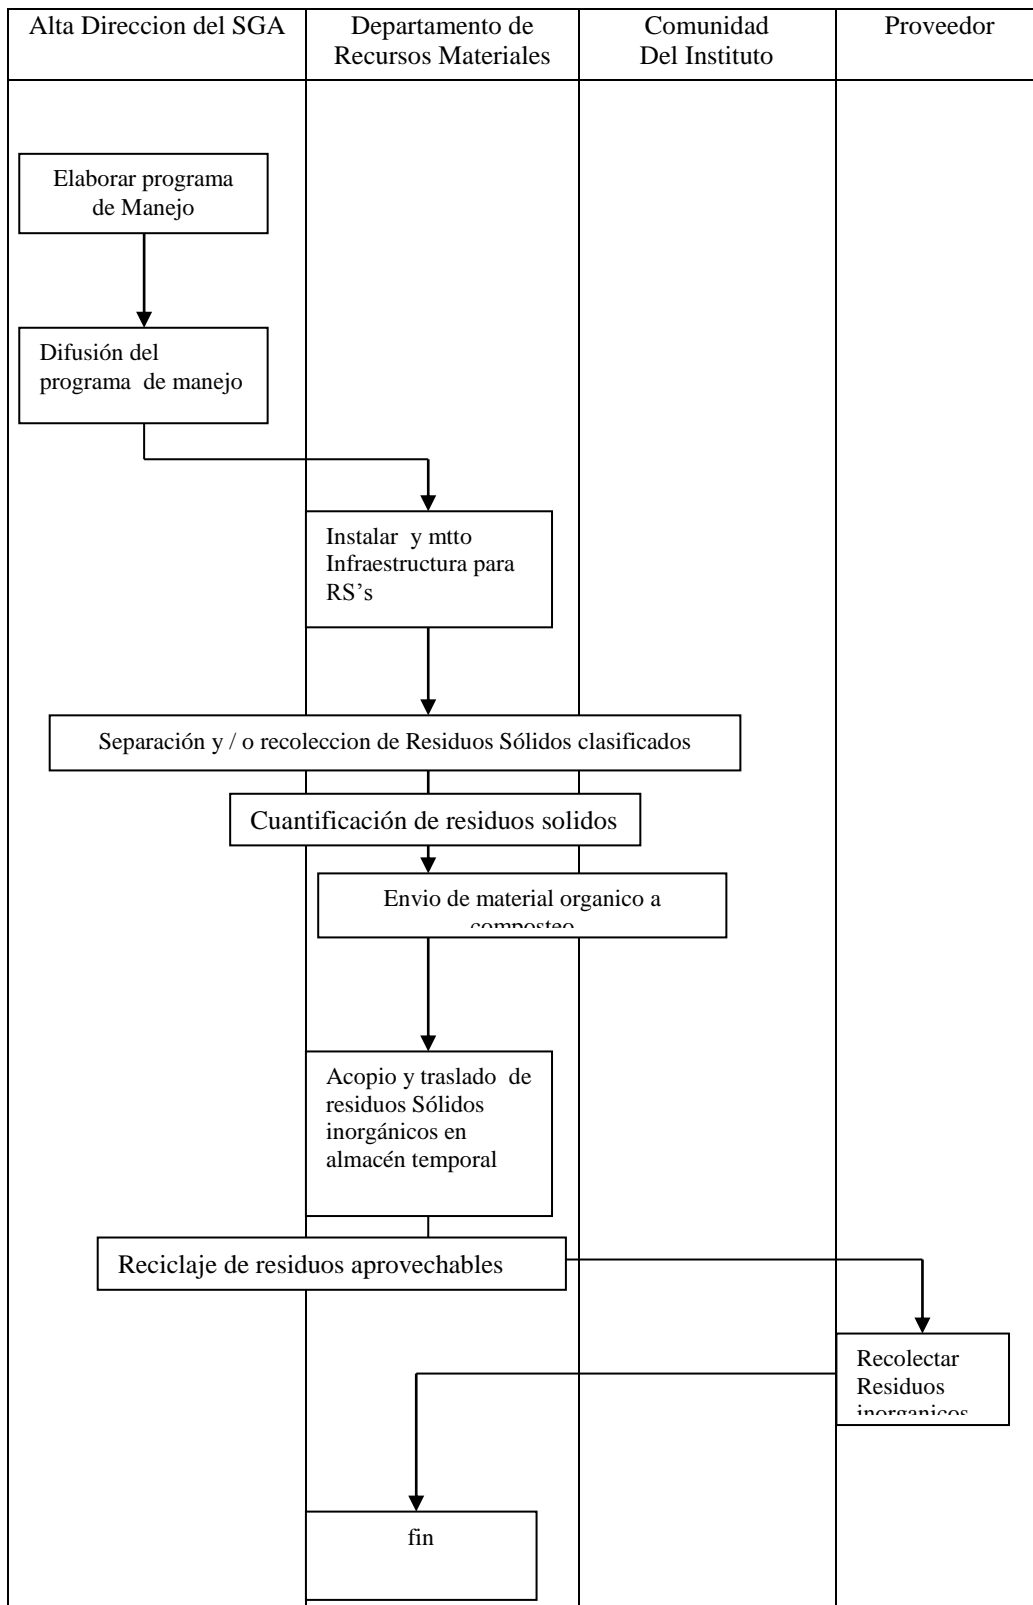 Alta Direccion del SGA
Departamento de
Recursos Materiales
Comunidad
Del Instituto
Proveedor
Elaborar programa
de Manejo
Difusión del
programa de manejo
Instalar y mtto
Infraestructura para
RS’s
Separación y / o recoleccion de Residuos Sólidos clasificados
Cuantificación de residuos solidos
Envio de material organico a
composteo
Acopio y traslado de
residuos Sólidos
inorgánicos en
almacén temporal
Reciclaje de residuos aprovechables
Recolectar
Residuos
inorganicos
fin